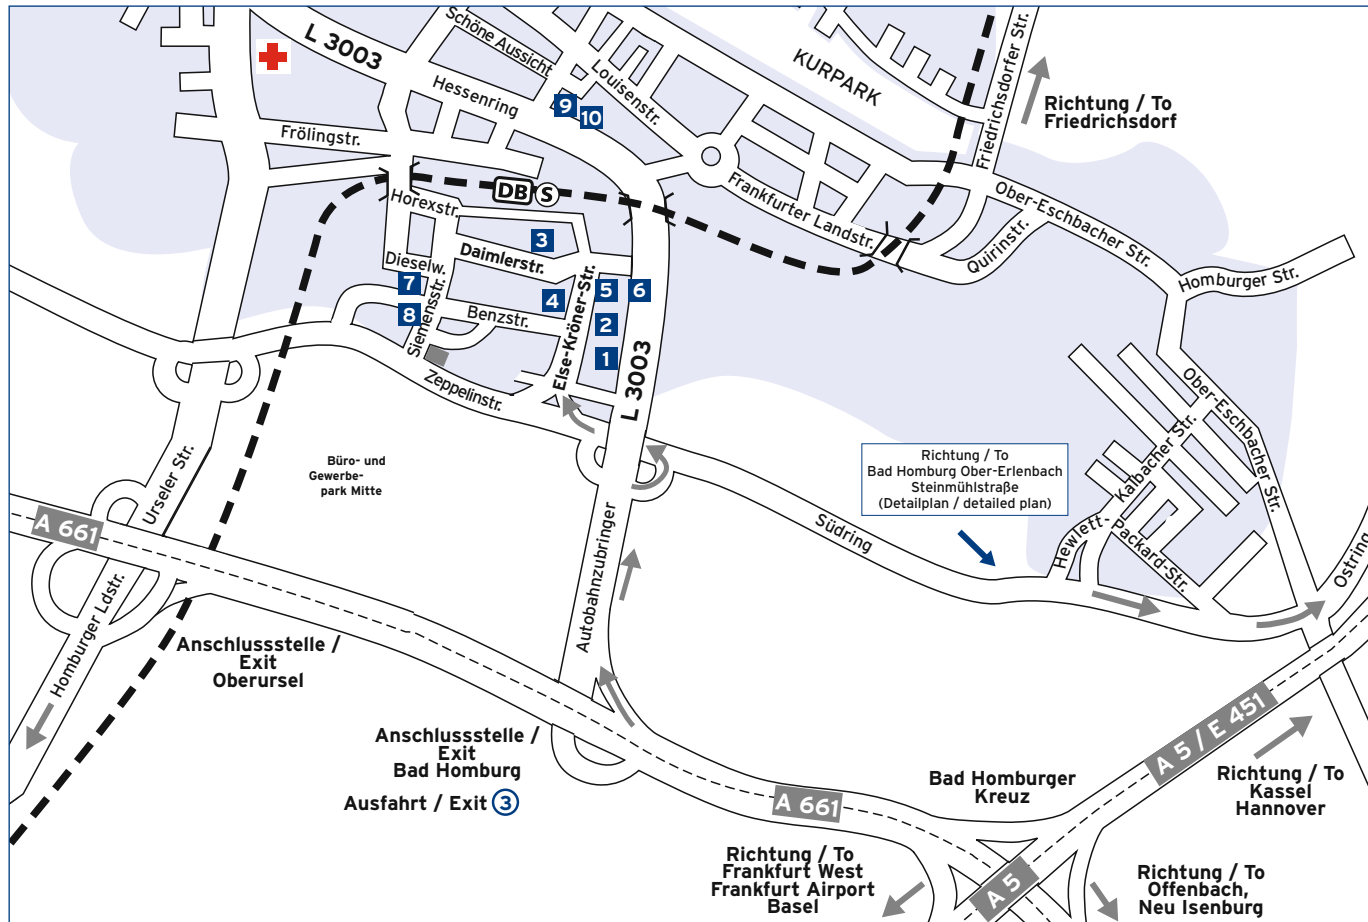 L 3003
Schöne Aussicht
Hessenring
Louisenstr.
KURPARK
Friedrichsdorfer Str.
Richtung / To
Friedrichsdorf
9
10
Frölingstr.
DB
S
Horexstr.
Frankfurter Landstr.
Ober-Eschbacher Str.
Quirinstr.
Homburger Str.
3
Daimlerstr.
Dieselw.
7
8
Siemensstr.
4
Benzstr.
Else-Kröner-Str.
5
6
2
1
L 3003
Zeppelinstr.
Büro- und
Gewerbe-
park Mitte
Urseler Str.
A 661
Homburger Ldstr.
Anschlussstelle /
Exit
Oberursel
Autobahnzubringer
Südring
Richtung / To
Bad Homburg Ober-Erlenbach
Steinmühlstraße
(Detailplan / detailed plan)
Kalbacher Str.
Ober-Eschbacher Str.
Hewlett-
Packard-Str.
Ostring
Anschlussstelle /
Exit
Bad Homburg
Ausfahrt / Exit 3
A 661
Bad Homburger
Kreuz
A 5 / E 451
Richtung / To
Kassel
Hannover
Richtung / To
Frankfurt West
Frankfurt Airport
Basel
A 5
Richtung / To
Offenbach,
Neu Isenburg